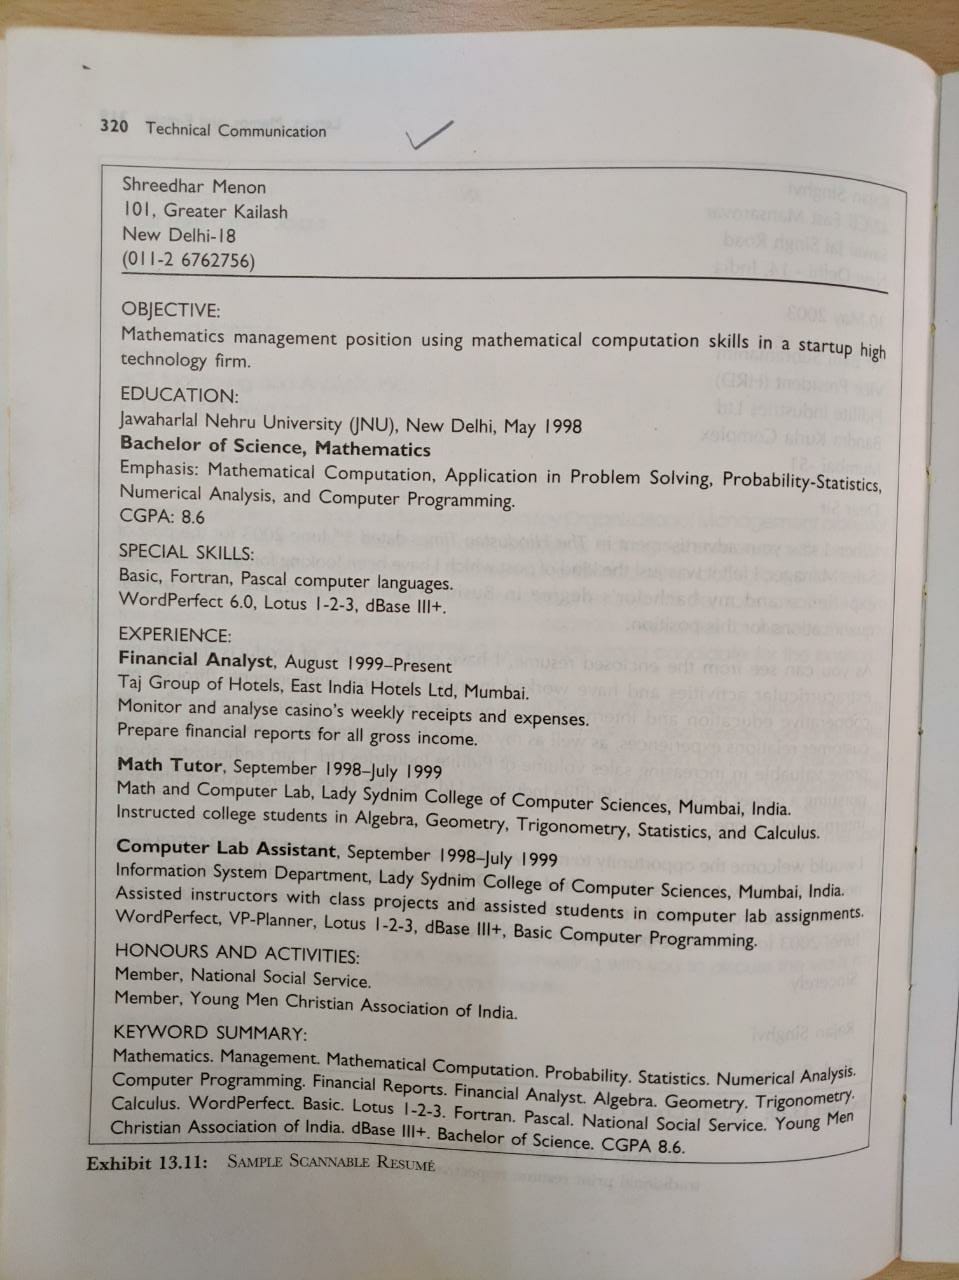 320 Technical Communication
Shreedhar Menon
101, Greater Kailash
New Delhi-18
(011-2 6762756)
OBJECTIVE:
Mathematics management position using mathematical computation skills in a startup high
technology firm.
EDUCATION:
Jawaharlal Nehru University (JNU), New Delhi, May 1998
Bachelor of Science, Mathematics
Emphasis: Mathematical Computation, Application in Problem Solving, Probability-Statistics,
Numerical Analysis, and Computer Programming.
CGPA: 8.6
SPECIAL SKILLS:
Basic, Fortran, Pascal computer languages.
WordPerfect 6.0, Lotus 1-2-3, dBase III+.
EXPERIENCE:
Financial Analyst, August 1999–Present
Taj Group of Hotels, East India Hotels Ltd, Mumbai.
Monitor and analyse casino's weekly receipts and expenses.
Prepare financial reports for all gross income.
Math Tutor, September 1998–July 1999
Math and Computer Lab, Lady Sydnim College of Computer Sciences, Mumbai, India.
Instructed college students in Algebra, Geometry, Trigonometry, Statistics, and Calculus.
Computer Lab Assistant, September 1998–July 1999
Information System Department, Lady Sydnim College of Computer Sciences, Mumbai, India.
Assisted instructors with class projects and assisted students in computer lab assignments.
WordPerfect, VP-Planner, Lotus 1-2-3, dBase III+, Basic Computer Programming.
HONOURS AND ACTIVITIES:
Member, National Social Service.
Member, Young Men Christian Association of India.
KEYWORD SUMMARY:
Mathematics. Management. Mathematical Computation. Probability. Statistics. Numerical Analysis.
Computer Programming. Financial Reports. Financial Analyst. Algebra. Geometry. Trigonometry.
Calculus. WordPerfect. Basic. Lotus 1-2-3. Fortran. Pascal. National Social Service. Young Men
Christian Association of India. dBase III+. Bachelor of Science. CGPA 8.6.
Exhibit 13.11: SAMPLE SCANNABLE RESUMÉ